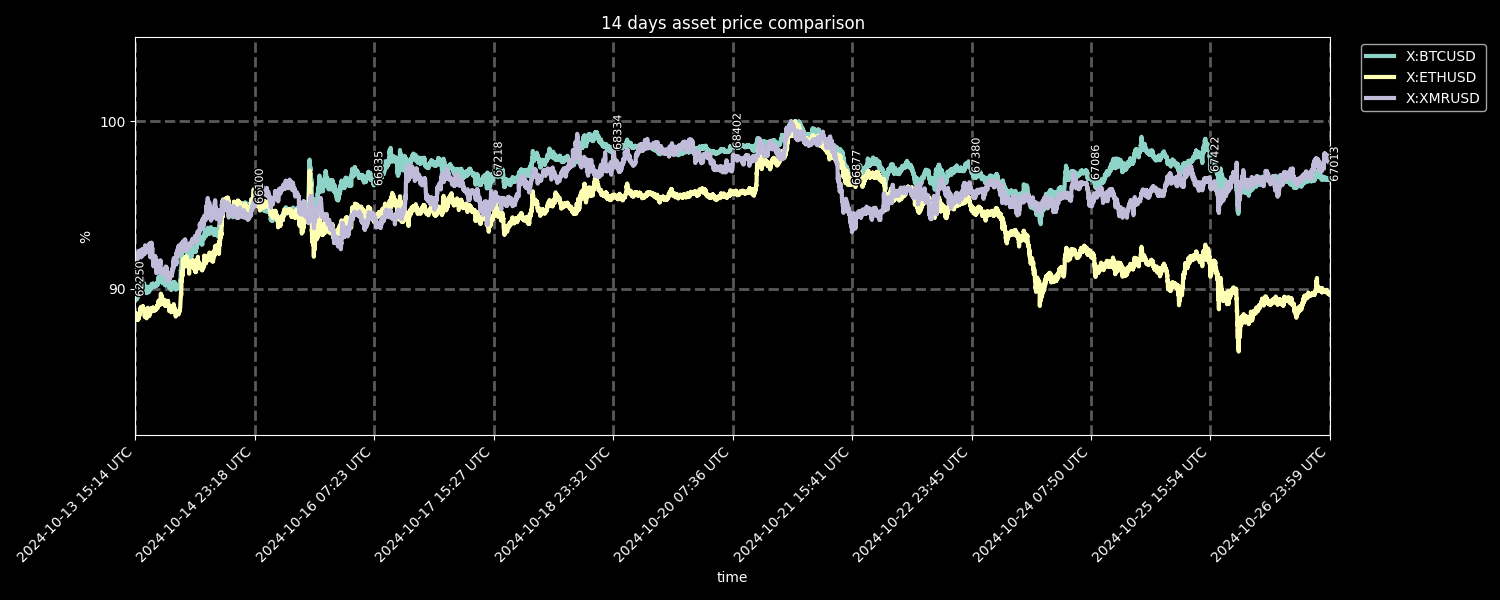 14 days asset price comparison
X:BTCUSD
X:ETHUSD
X:XMRUSD
100
90
%
62250
66100
66835
67218
68334
68402
66877
67380
67086
67422
67013
2024-10-13 15:14 UTC
2024-10-14 23:18 UTC
2024-10-16 07:23 UTC
2024-10-17 15:27 UTC
2024-10-18 23:32 UTC
2024-10-20 07:36 UTC
2024-10-21 15:41 UTC
2024-10-22 23:45 UTC
2024-10-24 07:50 UTC
2024-10-25 15:54 UTC
2024-10-26 23:59 UTC
time